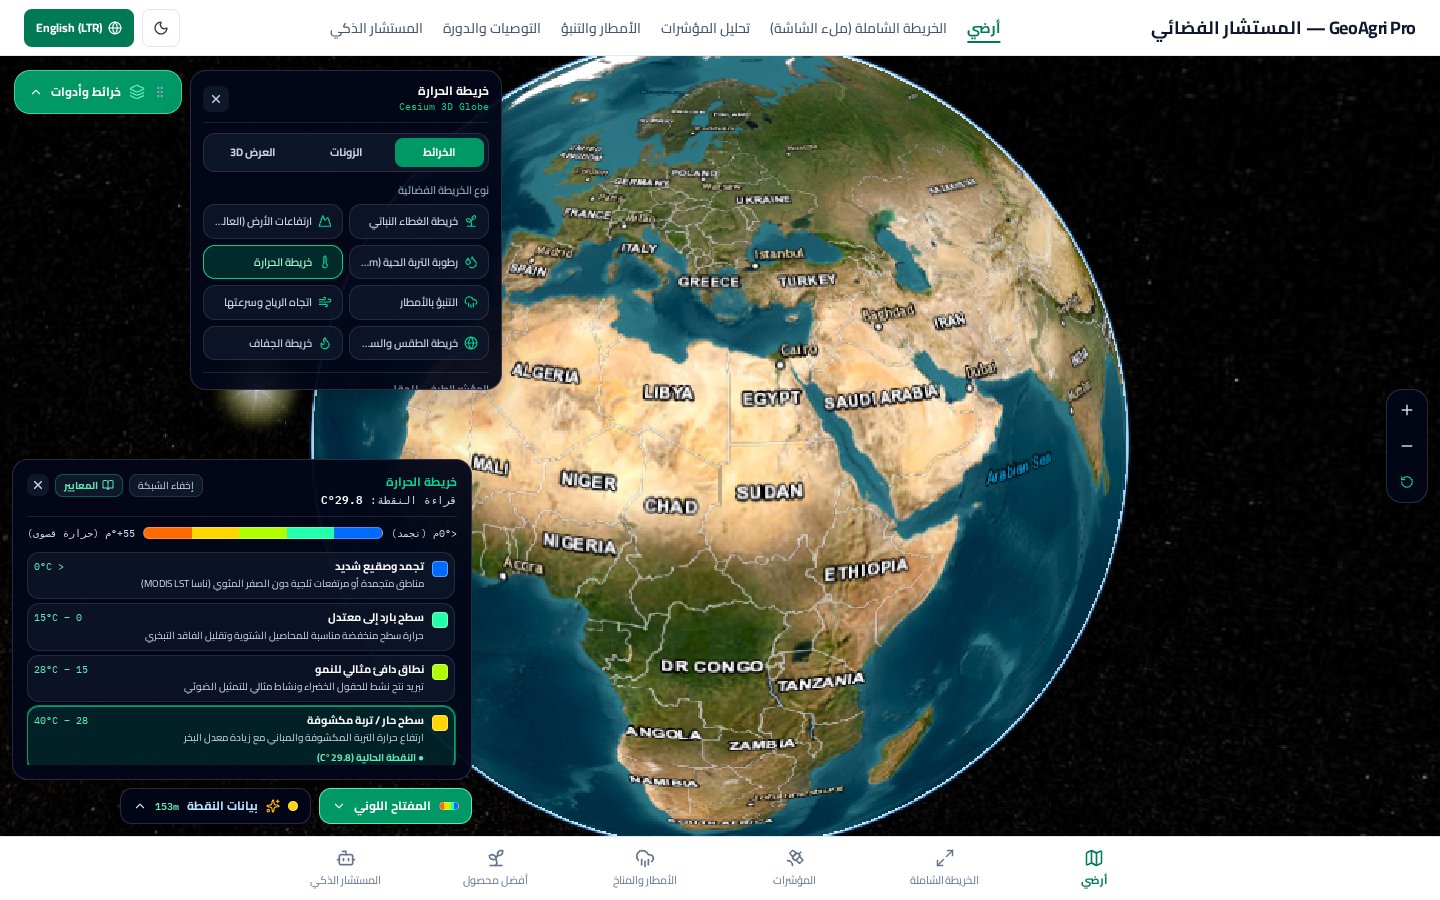 GeoAgri Pro — المستشار الفضائي
أرضي
الخريطة الشاملة (ملء الشاشة)
تحليل المؤشرات
الأمطار والتنبؤ
التوصيات والدورة
المستشار الذكي
English (LTR)
خرائط وأدوات
خريطة الحرارة
Cesium 3D Globe
الخرائط
الزونات
العرض 3D
نوع الخريطة الفضائية
خريطة الغطاء النباتي
ارتفاعات الأرض (العالـ...
رطوبة التربة الحية (m...
خريطة الحرارة
التنبؤ بالأمطار
اتجاه الرياح وسرعتها
خريطة الطقس والسـ...
خريطة الجفاف
POLAND
GERMANY
UKRAINE
FRANCE
Milan
ITALY
Madrid
SPAIN
Istanbul
GREECE
TURKEY
Baghdad
IRAN
Cairo
Dubai
ALGERIA
LIBYA
EGYPT
SAUDI ARABIA
Arabian Sea
MALI
NIGER
CHAD
SUDAN
NIGERIA
Accra
ETHIOPIA
DR CONGO
TANZANIA
ANGOLA
ZAMBIA
NAMIBIA
خريطة الحرارة
قراءة النقطة: 29.8°C
إخفاء الشبكة
المعايير
<0°م (تجمد)
55+°م (حرارة قصوى)
تجمد وصقيع شديد
0°C >
مناطق متجمدة أو مرتفعات ثلجية دون الصفر المئوي (ناسا MODIS LST)
سطح بارد إلى معتدل
15°C – 0
حرارة سطح منخفضة مناسبة للمحاصيل الشتوية وتقليل الفاقد التبخري
نطاق دافئ مثالي للنمو
28°C – 15
تبريد نتح نشط للحقول الخضراء ونشاط مثالي للتمثيل الضوئي
سطح حار / تربة مكشوفة
40°C – 28
ارتفاع حرارة التربة المكشوفة والمباني مع زيادة معدل البخر
● النقطة الحالية (29.8°C)
المفتاح اللوني
بيانات النقطة
153m
أرضي
الخريطة الشاملة
المؤشرات
الأمطار والمناخ
أفضل محصول
المستشار الذكي